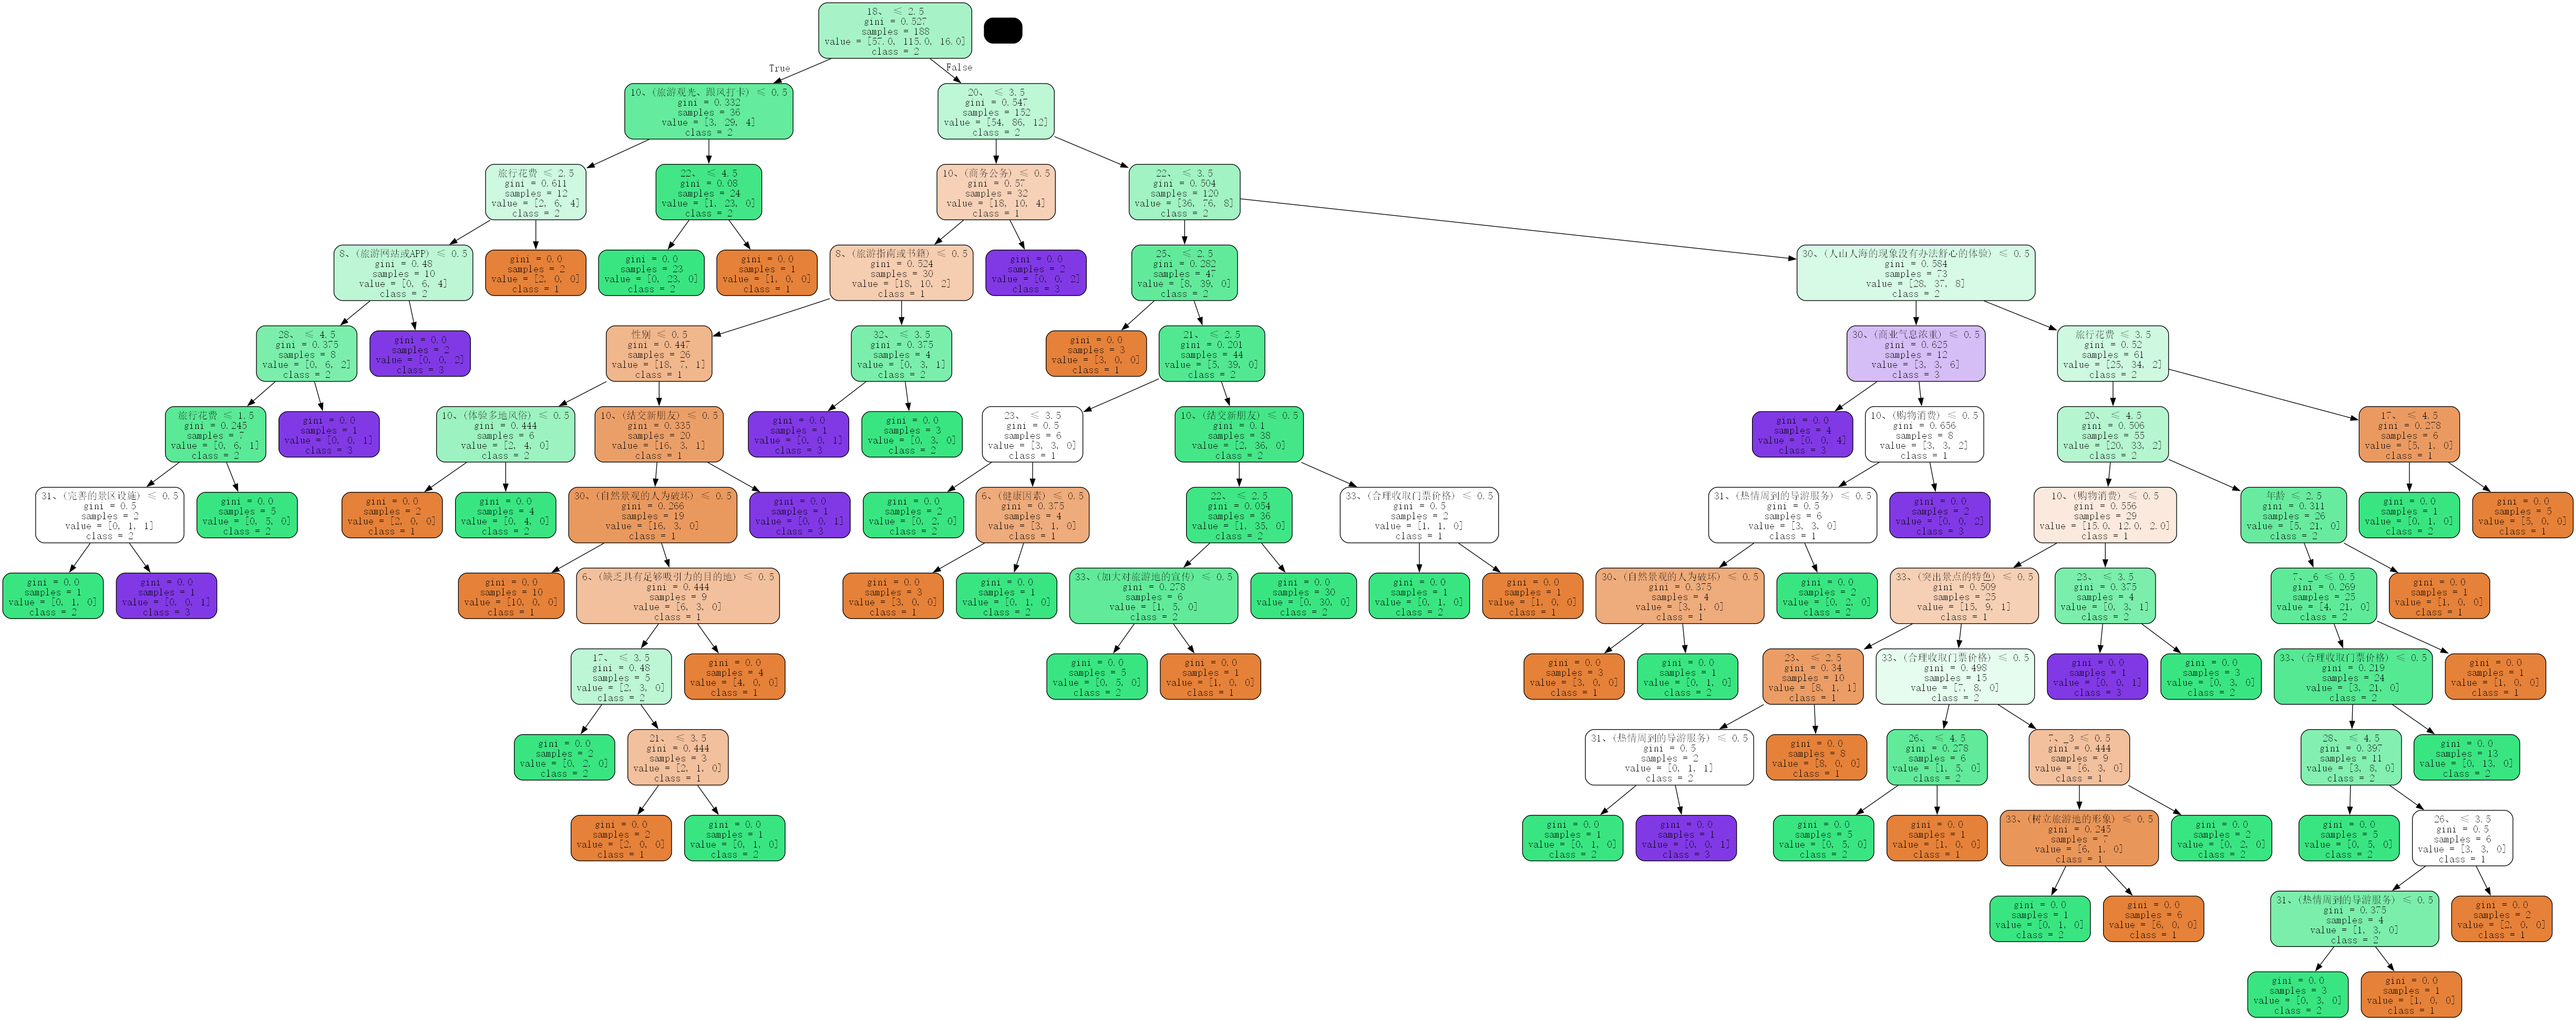 18、 ≤ 2.5
gini = 0.527
samples = 188
value = [57.0, 115.0, 16.0]
class = 2
True
False
10、(旅游观光、跟风打卡) ≤ 0.5
gini = 0.332
samples = 36
value = [3, 29, 4]
class = 2
20、 ≤ 3.5
gini = 0.547
samples = 152
value = [54, 86, 12]
class = 2
旅行花费 ≤ 2.5
gini = 0.611
samples = 12
value = [2, 6, 4]
class = 2
22、 ≤ 4.5
gini = 0.08
samples = 24
value = [1, 23, 0]
class = 2
10、(商务公务) ≤ 0.5
gini = 0.57
samples = 32
value = [18, 10, 4]
class = 1
22、 ≤ 3.5
gini = 0.504
samples = 120
value = [36, 76, 8]
class = 2
8、(旅游网站或APP) ≤ 0.5
gini = 0.48
samples = 10
value = [0, 6, 4]
class = 2
gini = 0.0
samples = 2
value = [2, 0, 0]
class = 1
gini = 0.0
samples = 23
value = [0, 23, 0]
class = 2
gini = 0.0
samples = 1
value = [1, 0, 0]
class = 1
8、(旅游指南或书籍) ≤ 0.5
gini = 0.524
samples = 30
value = [18, 10, 2]
class = 1
gini = 0.0
samples = 2
value = [0, 0, 2]
class = 3
25、 ≤ 2.5
gini = 0.282
samples = 47
value = [8, 39, 0]
class = 2
30、(人山人海的现象没有办法舒心的体验) ≤ 0.5
gini = 0.584
samples = 73
value = [28, 37, 8]
class = 2
28、 ≤ 4.5
gini = 0.375
samples = 8
value = [0, 6, 2]
class = 2
gini = 0.0
samples = 2
value = [0, 0, 2]
class = 3
性别 ≤ 0.5
gini = 0.447
samples = 26
value = [18, 7, 1]
class = 1
32、 ≤ 3.5
gini = 0.375
samples = 4
value = [0, 3, 1]
class = 2
gini = 0.0
samples = 3
value = [3, 0, 0]
class = 1
21、 ≤ 2.5
gini = 0.201
samples = 44
value = [5, 39, 0]
class = 2
30、(商业气息浓重) ≤ 0.5
gini = 0.625
samples = 12
value = [3, 3, 6]
class = 3
旅行花费 ≤ 3.5
gini = 0.52
samples = 61
value = [25, 34, 2]
class = 2
旅行花费 ≤ 1.5
gini = 0.245
samples = 7
value = [0, 6, 1]
class = 2
gini = 0.0
samples = 1
value = [0, 0, 1]
class = 3
10、(体验多地风俗) ≤ 0.5
gini = 0.444
samples = 6
value = [2, 4, 0]
class = 2
10、(结交新朋友) ≤ 0.5
gini = 0.335
samples = 20
value = [16, 3, 1]
class = 1
gini = 0.0
samples = 1
value = [0, 0, 1]
class = 3
gini = 0.0
samples = 3
value = [0, 3, 0]
class = 2
23、 ≤ 3.5
gini = 0.5
samples = 6
value = [3, 3, 0]
class = 1
10、(结交新朋友) ≤ 0.5
gini = 0.1
samples = 38
value = [2, 36, 0]
class = 2
gini = 0.0
samples = 4
value = [0, 0, 4]
class = 3
10、(购物消费) ≤ 0.5
gini = 0.656
samples = 8
value = [3, 3, 2]
class = 1
20、 ≤ 4.5
gini = 0.506
samples = 55
value = [20, 33, 2]
class = 2
17、 ≤ 4.5
gini = 0.278
samples = 6
value = [5, 1, 0]
class = 1
31、(完善的景区设施) ≤ 0.5
gini = 0.5
samples = 2
value = [0, 1, 1]
class = 2
gini = 0.0
samples = 5
value = [0, 5, 0]
class = 2
gini = 0.0
samples = 2
value = [2, 0, 0]
class = 1
gini = 0.0
samples = 4
value = [0, 4, 0]
class = 2
30、(自然景观的人为破坏) ≤ 0.5
gini = 0.266
samples = 19
value = [16, 3, 0]
class = 1
gini = 0.0
samples = 1
value = [0, 0, 1]
class = 3
gini = 0.0
samples = 2
value = [0, 2, 0]
class = 2
6、(健康因素) ≤ 0.5
gini = 0.375
samples = 4
value = [3, 1, 0]
class = 1
22、 ≤ 2.5
gini = 0.054
samples = 36
value = [1, 35, 0]
class = 2
33、(合理收取门票价格) ≤ 0.5
gini = 0.5
samples = 2
value = [1, 1, 0]
class = 1
31、(热情周到的导游服务) ≤ 0.5
gini = 0.5
samples = 6
value = [3, 3, 0]
class = 1
gini = 0.0
samples = 2
value = [0, 0, 2]
class = 3
10、(购物消费) ≤ 0.5
gini = 0.556
samples = 29
value = [15.0, 12.0, 2.0]
class = 1
年龄 ≤ 2.5
gini = 0.311
samples = 26
value = [5, 21, 0]
class = 2
gini = 0.0
samples = 1
value = [0, 1, 0]
class = 2
gini = 0.0
samples = 5
value = [5, 0, 0]
class = 1
gini = 0.0
samples = 1
value = [0, 1, 0]
class = 2
gini = 0.0
samples = 1
value = [0, 0, 1]
class = 3
gini = 0.0
samples = 10
value = [10, 0, 0]
class = 1
6、(缺乏具有足够吸引力的目的地) ≤ 0.5
gini = 0.444
samples = 9
value = [6, 3, 0]
class = 1
gini = 0.0
samples = 3
value = [3, 0, 0]
class = 1
gini = 0.0
samples = 1
value = [0, 1, 0]
class = 2
33、(加大对旅游地的宣传) ≤ 0.5
gini = 0.278
samples = 6
value = [1, 5, 0]
class = 2
gini = 0.0
samples = 30
value = [0, 30, 0]
class = 2
gini = 0.0
samples = 1
value = [0, 1, 0]
class = 2
gini = 0.0
samples = 1
value = [1, 0, 0]
class = 1
30、(自然景观的人为破坏) ≤ 0.5
gini = 0.375
samples = 4
value = [3, 1, 0]
class = 1
gini = 0.0
samples = 2
value = [0, 2, 0]
class = 2
33、(突出景点的特色) ≤ 0.5
gini = 0.509
samples = 25
value = [15, 9, 1]
class = 1
23、 ≤ 3.5
gini = 0.375
samples = 4
value = [0, 3, 1]
class = 2
7、_6 ≤ 0.5
gini = 0.269
samples = 25
value = [4, 21, 0]
class = 2
gini = 0.0
samples = 1
value = [1, 0, 0]
class = 1
17、 ≤ 3.5
gini = 0.48
samples = 5
value = [2, 3, 0]
class = 2
gini = 0.0
samples = 4
value = [4, 0, 0]
class = 1
gini = 0.0
samples = 5
value = [0, 5, 0]
class = 2
gini = 0.0
samples = 1
value = [1, 0, 0]
class = 1
gini = 0.0
samples = 3
value = [3, 0, 0]
class = 1
gini = 0.0
samples = 1
value = [0, 1, 0]
class = 2
23、 ≤ 2.5
gini = 0.34
samples = 10
value = [8, 1, 1]
class = 1
33、(合理收取门票价格) ≤ 0.5
gini = 0.498
samples = 15
value = [7, 8, 0]
class = 2
gini = 0.0
samples = 1
value = [0, 0, 1]
class = 3
gini = 0.0
samples = 3
value = [0, 3, 0]
class = 2
33、(合理收取门票价格) ≤ 0.5
gini = 0.219
samples = 24
value = [3, 21, 0]
class = 2
gini = 0.0
samples = 1
value = [1, 0, 0]
class = 1
gini = 0.0
samples = 2
value = [0, 2, 0]
class = 2
21、 ≤ 3.5
gini = 0.444
samples = 3
value = [2, 1, 0]
class = 1
31、(热情周到的导游服务) ≤ 0.5
gini = 0.5
samples = 2
value = [0, 1, 1]
class = 2
gini = 0.0
samples = 8
value = [8, 0, 0]
class = 1
26、 ≤ 4.5
gini = 0.278
samples = 6
value = [1, 5, 0]
class = 2
7、_3 ≤ 0.5
gini = 0.444
samples = 9
value = [6, 3, 0]
class = 1
28、 ≤ 4.5
gini = 0.397
samples = 11
value = [3, 8, 0]
class = 2
gini = 0.0
samples = 13
value = [0, 13, 0]
class = 2
gini = 0.0
samples = 2
value = [2, 0, 0]
class = 1
gini = 0.0
samples = 1
value = [0, 1, 0]
class = 2
gini = 0.0
samples = 1
value = [0, 1, 0]
class = 2
gini = 0.0
samples = 1
value = [0, 0, 1]
class = 3
gini = 0.0
samples = 5
value = [0, 5, 0]
class = 2
gini = 0.0
samples = 1
value = [1, 0, 0]
class = 1
33、(树立旅游地的形象) ≤ 0.5
gini = 0.245
samples = 7
value = [6, 1, 0]
class = 1
gini = 0.0
samples = 2
value = [0, 2, 0]
class = 2
gini = 0.0
samples = 5
value = [0, 5, 0]
class = 2
26、 ≤ 3.5
gini = 0.5
samples = 6
value = [3, 3, 0]
class = 1
gini = 0.0
samples = 1
value = [0, 1, 0]
class = 2
gini = 0.0
samples = 6
value = [6, 0, 0]
class = 1
31、(热情周到的导游服务) ≤ 0.5
gini = 0.375
samples = 4
value = [1, 3, 0]
class = 2
gini = 0.0
samples = 2
value = [2, 0, 0]
class = 1
gini = 0.0
samples = 3
value = [0, 3, 0]
class = 2
gini = 0.0
samples = 1
value = [1, 0, 0]
class = 1